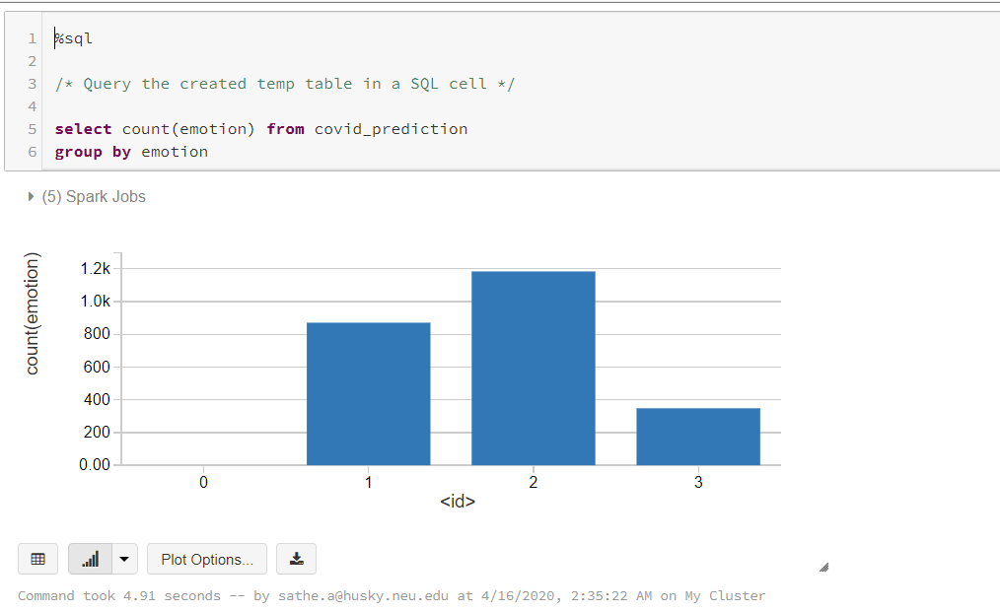 1 %sql
2
3 /* Query the created temp table in a SQL cell */
4
5 select count(emotion) from covid_prediction
6 group by emotion
(5) Spark Jobs
count(emotion)
1.2k
1.0k
800
600
400
200
0.00
0 1 2 3
<id>
Plot Options...
Command took 4.91 seconds -- by sathe.a@husky.neu.edu at 4/16/2020, 2:35:22 AM on My Cluster